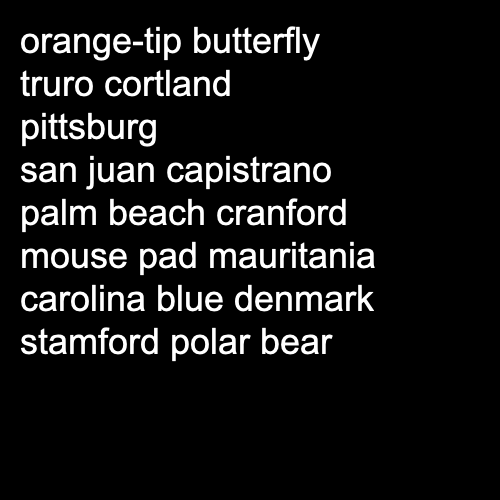 orange-tip butterfly
truro cortland
pittsburg
san juan capistrano
palm beach cranford
mouse pad mauritania
carolina blue denmark
stamford polar bear